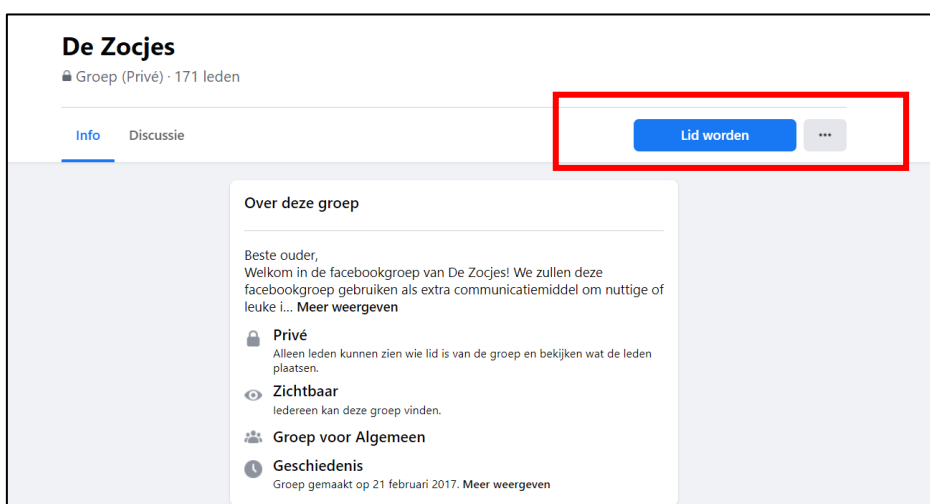 De Zocjes
Groep (Privé) · 171 leden
Info Discussie Lid worden ...
Over deze groep
Beste ouder,
Welkom in de facebookgroep van De Zocjes! We zullen deze
facebookgroep gebruiken als extra communicatiemiddel om nuttige of
leuke i... Meer weergeven
Privé
Alleen leden kunnen zien wie lid is van de groep en bekijken wat de leden
plaatsen.
Zichtbaar
Iedereen kan deze groep vinden.
Groep voor Algemeen
Geschiedenis
Groep gemaakt op 21 februari 2017. Meer weergeven